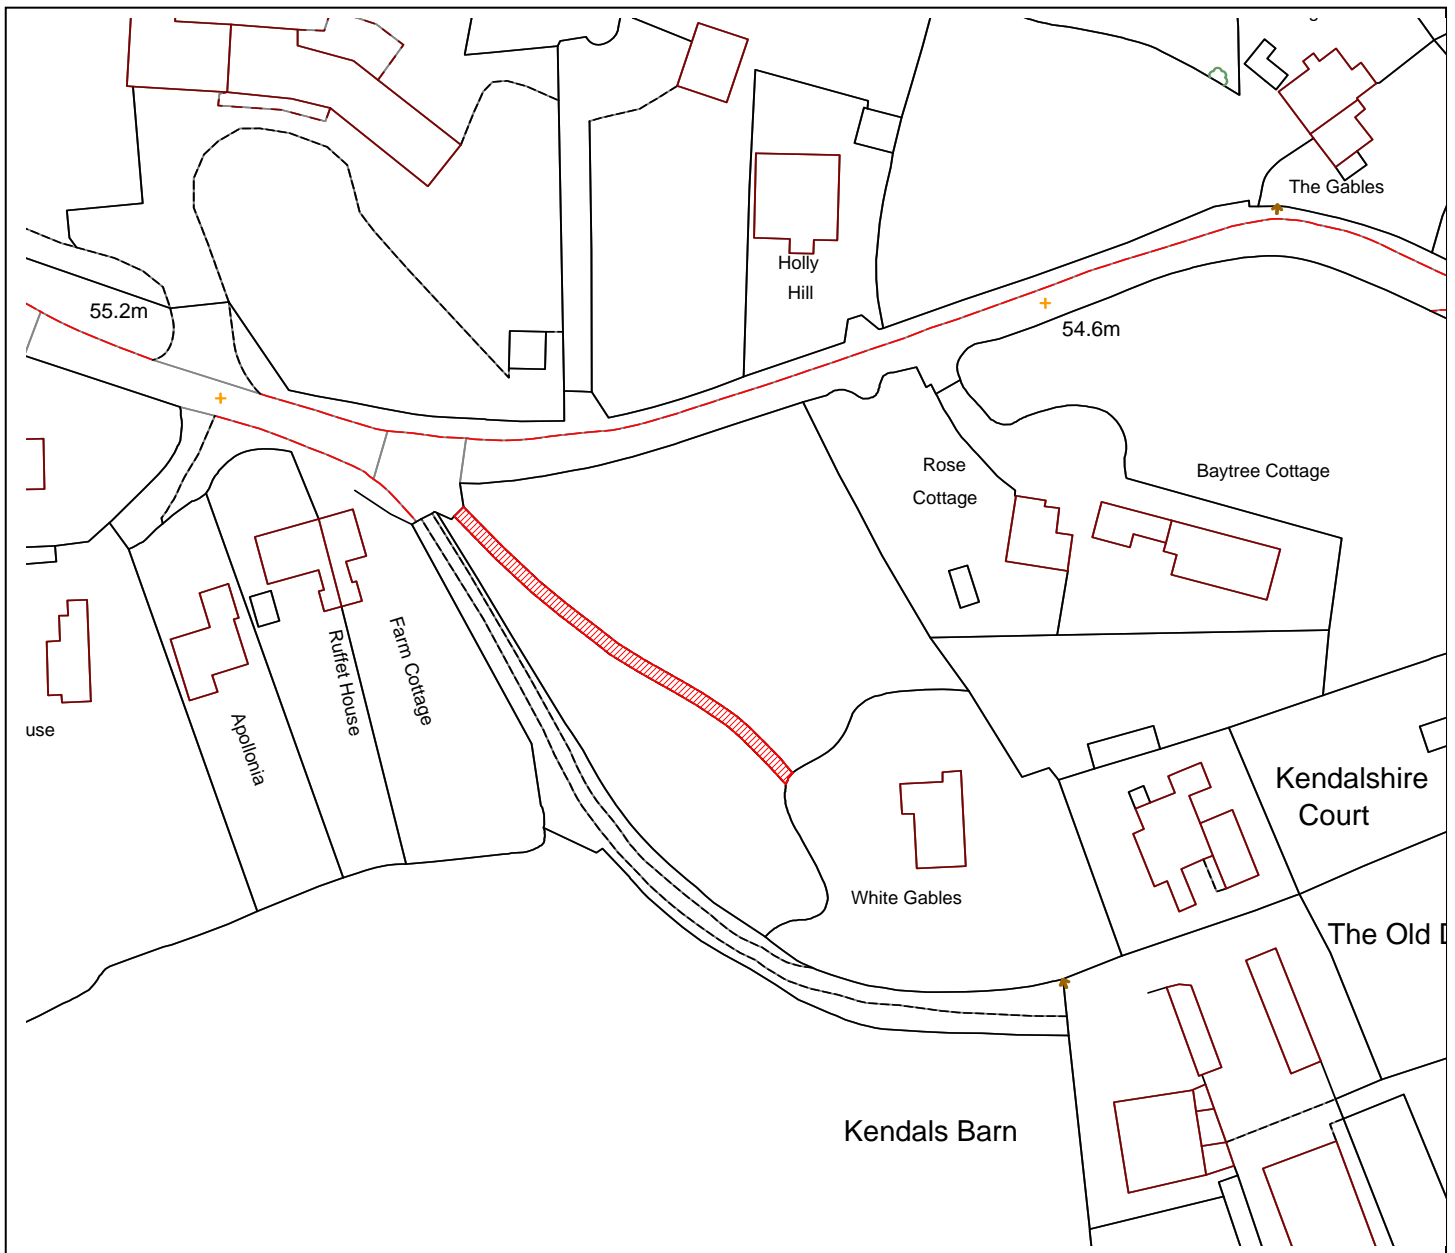 The Gables
Holly
Hill
55.2m
54.6m
Rose
Cottage
Baytree Cottage
Farm Cottage
Ruffet House
Apollonia
use
Kendalshire
Court
White Gables
The Old
Kendals Barn